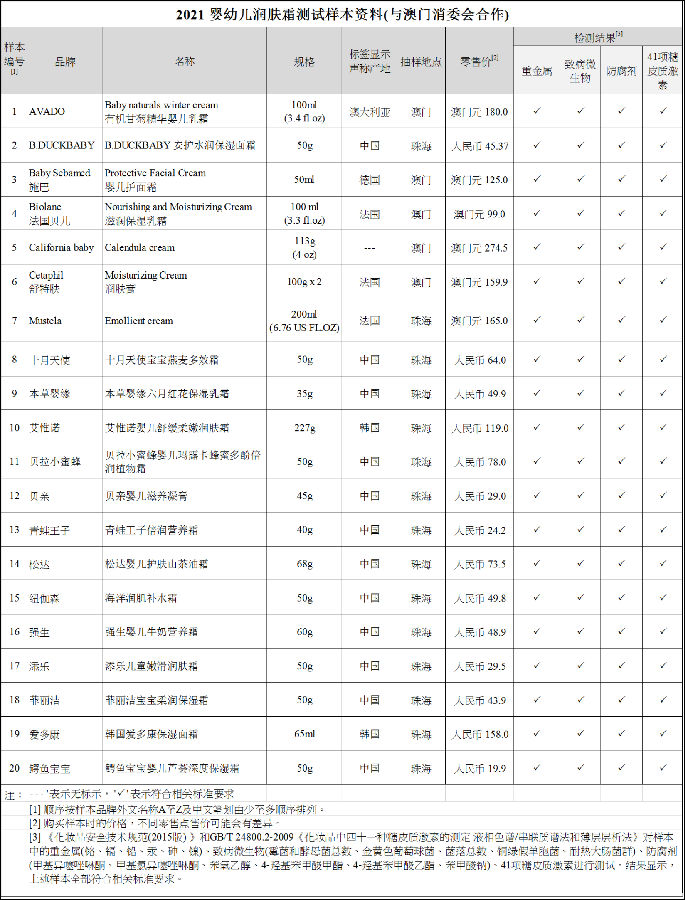 2021 婴幼儿润肤霜测试样本资料(与澳门消委会合作)
样本编号[1] 品牌 名称 规格 标签显示声称产地 抽样地点 零售价[2] 检测结果[3]
重金属 致病微生物 防腐剂 41项糖皮质激素
1 AVADO Baby naturals winter cream 有机甘菊精华婴儿乳霜 100ml (3.4 fl oz) 澳大利亚 澳门 澳门元 180.0 ✓ ✓ ✓ ✓
2 B.DUCKBABY B.DUCKBABY 安护水润保湿面霜 50g 中国 珠海 人民币 45.37 ✓ ✓ ✓ ✓
3 Baby Sebamed 施巴 Protective Facial Cream 婴儿护面霜 50ml 德国 澳门 澳门元 125.0 ✓ ✓ ✓ ✓
4 Biolane 法国贝儿 Nourishing and Moisturizing Cream 滋润保湿乳霜 100 ml (3.3 fl.oz) 法国 澳门 澳门元 99.0 ✓ ✓ ✓ ✓
5 California baby Calendula cream 113g (4 oz) --- 澳门 澳门元 274.5 ✓ ✓ ✓ ✓
6 Cetaphil 舒特肤 Moisturizing Cream 润肤膏 100g x 2 法国 澳门 澳门元 159.9 ✓ ✓ ✓ ✓
7 Mustela Emollient cream 200ml (6.76 US FL.OZ) 法国 珠海 澳门元 165.0 ✓ ✓ ✓ ✓
8 十月天使 十月天使宝宝燕麦多效霜 50g 中国 珠海 人民币 64.0 ✓ ✓ ✓ ✓
9 本草婴缘 本草婴缘六月红花保湿乳霜 35g 中国 珠海 人民币 49.9 ✓ ✓ ✓ ✓
10 艾惟诺 艾惟诺婴儿舒缓柔嫩润肤霜 227g 韩国 珠海 人民币 119.0 ✓ ✓ ✓ ✓
11 贝拉小蜜蜂 贝拉小蜜蜂婴儿玛露卡蜂蜜多酚倍润植物霜 50g 中国 珠海 人民币 78.0 ✓ ✓ ✓ ✓
12 贝亲 贝亲婴儿滋养凝膏 45g 中国 珠海 人民币 29.0 ✓ ✓ ✓ ✓
13 青蛙王子 青蛙王子倍润营养霜 40g 中国 珠海 人民币 24.2 ✓ ✓ ✓ ✓
14 松达 松达婴儿护肤山茶油霜 68g 中国 珠海 人民币 73.5 ✓ ✓ ✓ ✓
15 纽伽森 海洋润肌补水霜 50g 中国 珠海 人民币 49.8 ✓ ✓ ✓ ✓
16 强生 强生婴儿牛奶营养霜 60g 中国 珠海 人民币 48.9 ✓ ✓ ✓ ✓
17 添乐 添乐儿童嫩滑润肤霜 50g 中国 珠海 人民币 29.5 ✓ ✓ ✓ ✓
18 菲丽洁 菲丽洁宝宝柔润保湿霜 50g 中国 珠海 人民币 43.9 ✓ ✓ ✓ ✓
19 爱多康 韩国爱多康保湿面霜 65ml 韩国 珠海 人民币 158.0 ✓ ✓ ✓ ✓
20 鳄鱼宝宝 鳄鱼宝宝婴儿芦荟深度保湿霜 50g 中国 珠海 人民币 19.9 ✓ ✓ ✓ ✓
注： '---'表示无标示，'✓'表示符合相关标准要求
[1] 顺序按样本品牌外文名称A至Z及中文笔划由少至多顺序排列。
[2] 购买样本时的价格，不同零售点售价可能会有差异。
[3] 《化妆品安全技术规范(2015版)》和GB/T 24800.2-2009《化妆品中四十一种糖皮质激素的测定 液相色谱/串联质谱法和薄层层析法》对样本
中的重金属(铅、镉、铬、汞、砷、镍)、致病微生物(霉菌和酵母菌总数、金黄色葡萄球菌、菌落总数、铜绿假单胞菌、耐热大肠菌群)、防腐剂
(甲基异噻唑啉酮、甲基氯异噻唑啉酮、苯氧乙醇、4-羟基苯甲酸甲酯、4-羟基苯甲酸乙酯、苯甲酸钠)、41项糖皮质激素进行测试，结果显示，
上述样本全部符合相关标准要求。